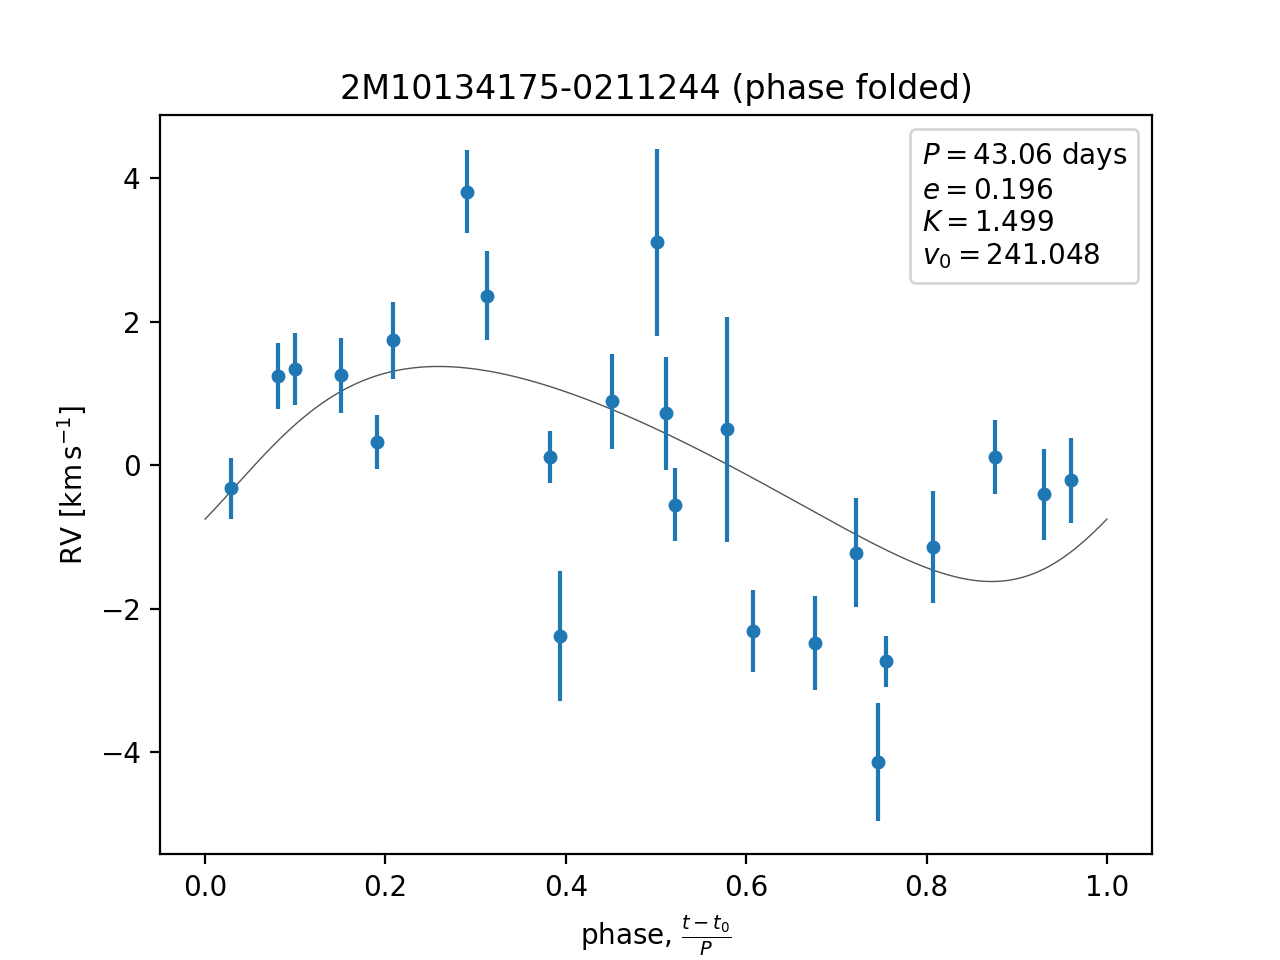 2M10134175-0211244 (phase folded)
P = 43.06 days
e = 0.196
K = 1.499
v₀ = 241.048
RV [km s⁻¹]
4
2
0
−2
−4
0.0 0.2 0.4 0.6 0.8 1.0
phase, (t − t₀)/P